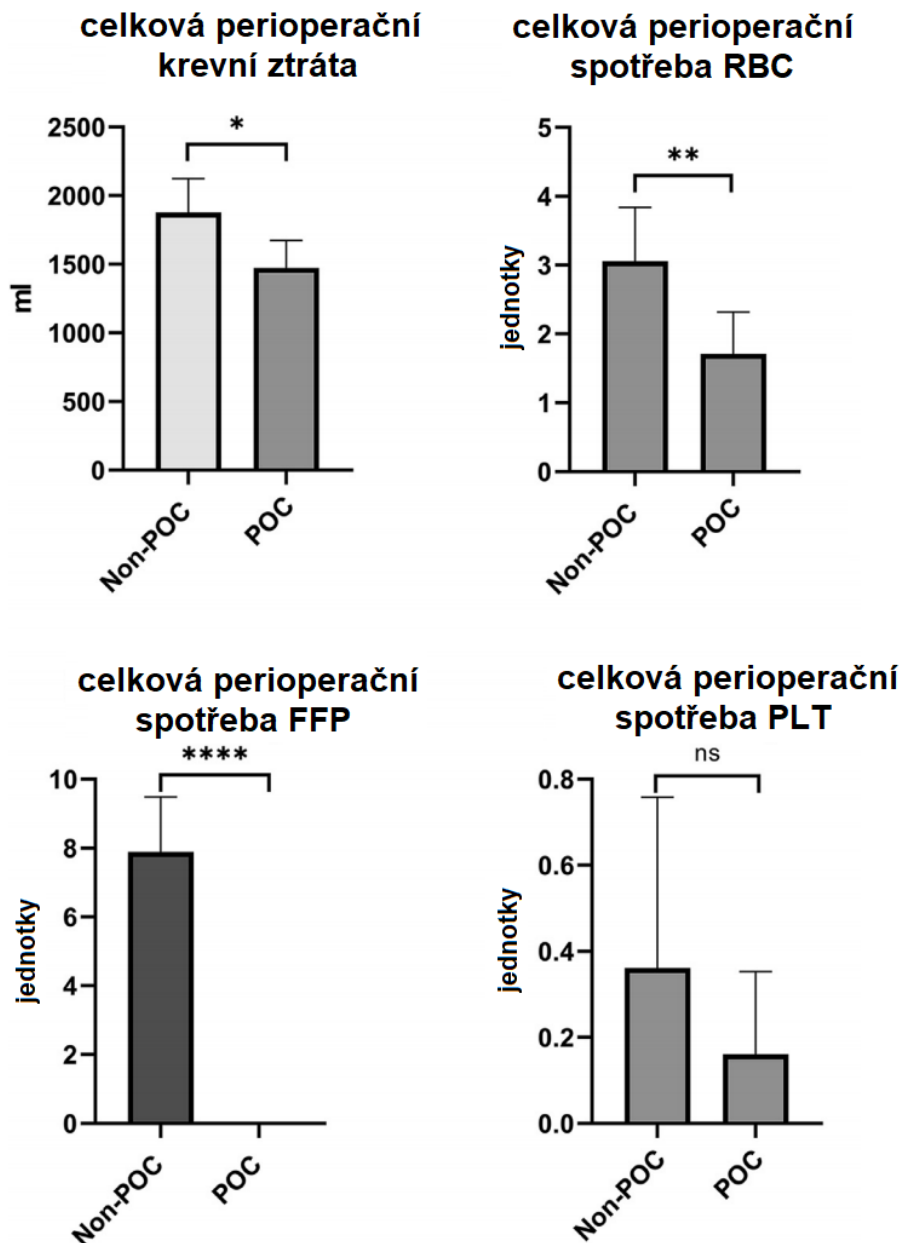 celková perioperační
krevní ztráta
*
2500
2000
1500
1000
500
0
ml
Non-POC
POC
celková perioperační
spotřeba RBC
**
5
4
3
2
1
0
jednotky
Non-POC
POC
celková perioperační
spotřeba FFP
****
10
8
6
4
2
0
jednotky
Non-POC
POC
celková perioperační
spotřeba PLT
ns
0.8
0.6
0.4
0.2
0.0
jednotky
Non-POC
POC